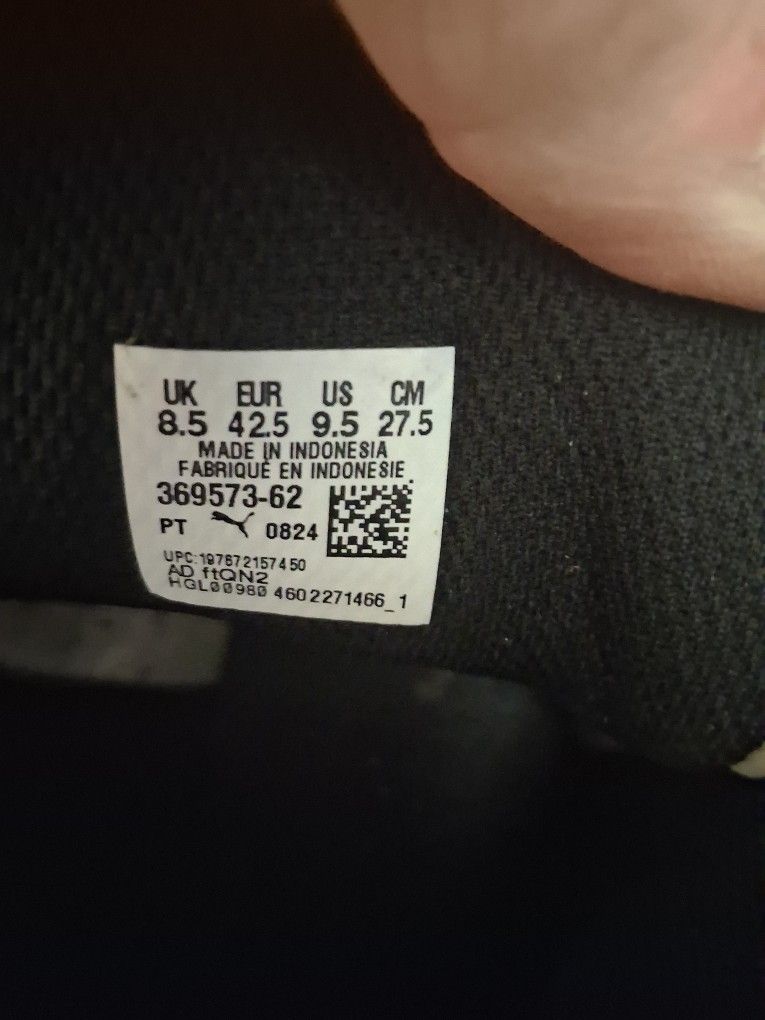 UK EUR US CM
8.5 42.5 9.5 27.5
MADE IN INDONESIA
FABRIQUÉ EN INDONESIE
369573-62
PT 0824
UPC:197672157450
AD ftQN2
HGL00980 4602271466_1